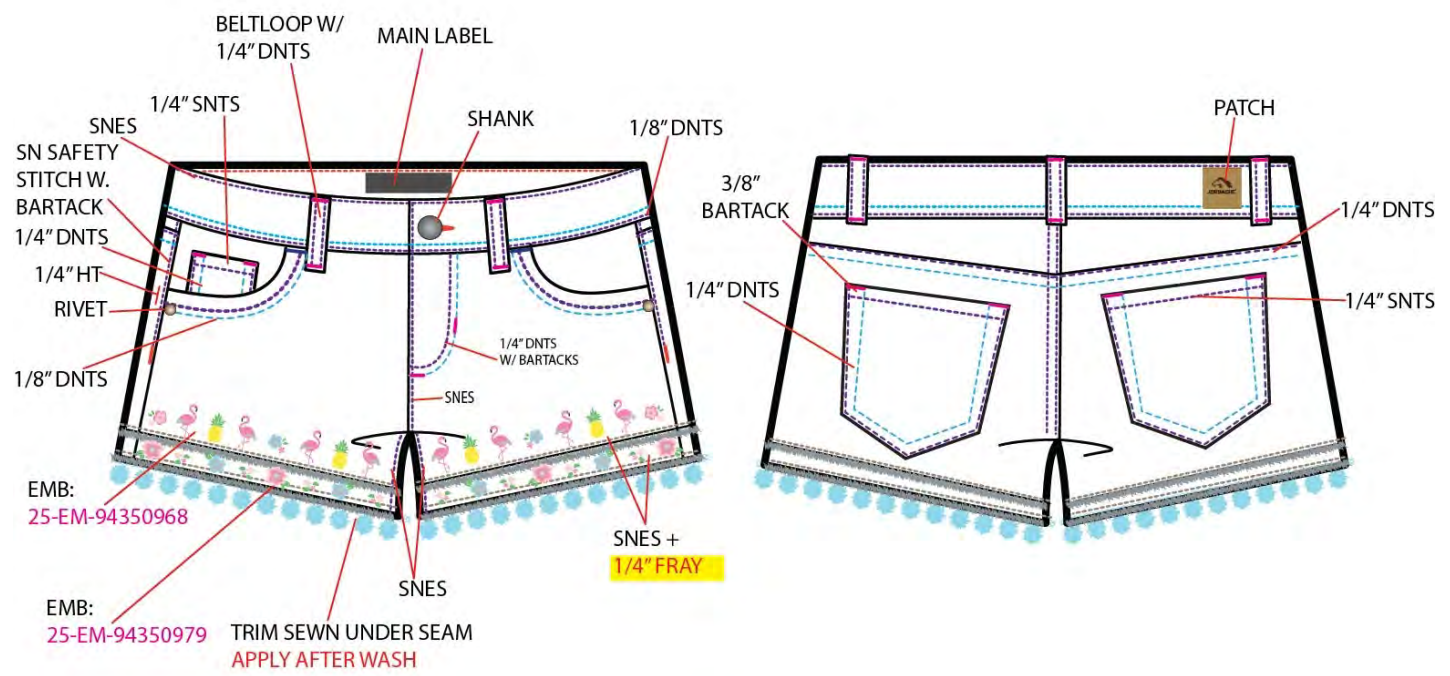 BELTLOOP W/
1/4" DNTS
MAIN LABEL
1/4" SNTS
SNES
SHANK
1/8" DNTS
SN SAFETY
STITCH W.
BARTACK
1/4" DNTS
1/4" HT
RIVET
1/8" DNTS
1/4" DNTS
W/ BARTACKS
SNES
EMB:
25-EM-94350968
SNES +
1/4" FRAY
SNES
EMB:
25-EM-94350979
TRIM SEWN UNDER SEAM
APPLY AFTER WASH
PATCH
3/8"
BARTACK
1/4" DNTS
1/4" DNTS
1/4" SNTS